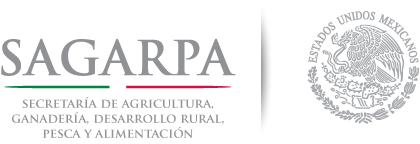 SAGARPA
SECRETARÍA DE AGRICULTURA,
GANADERÍA, DESARROLLO RURAL,
PESCA Y ALIMENTACIÓN
ESTADOS UNIDOS MEXICANOS